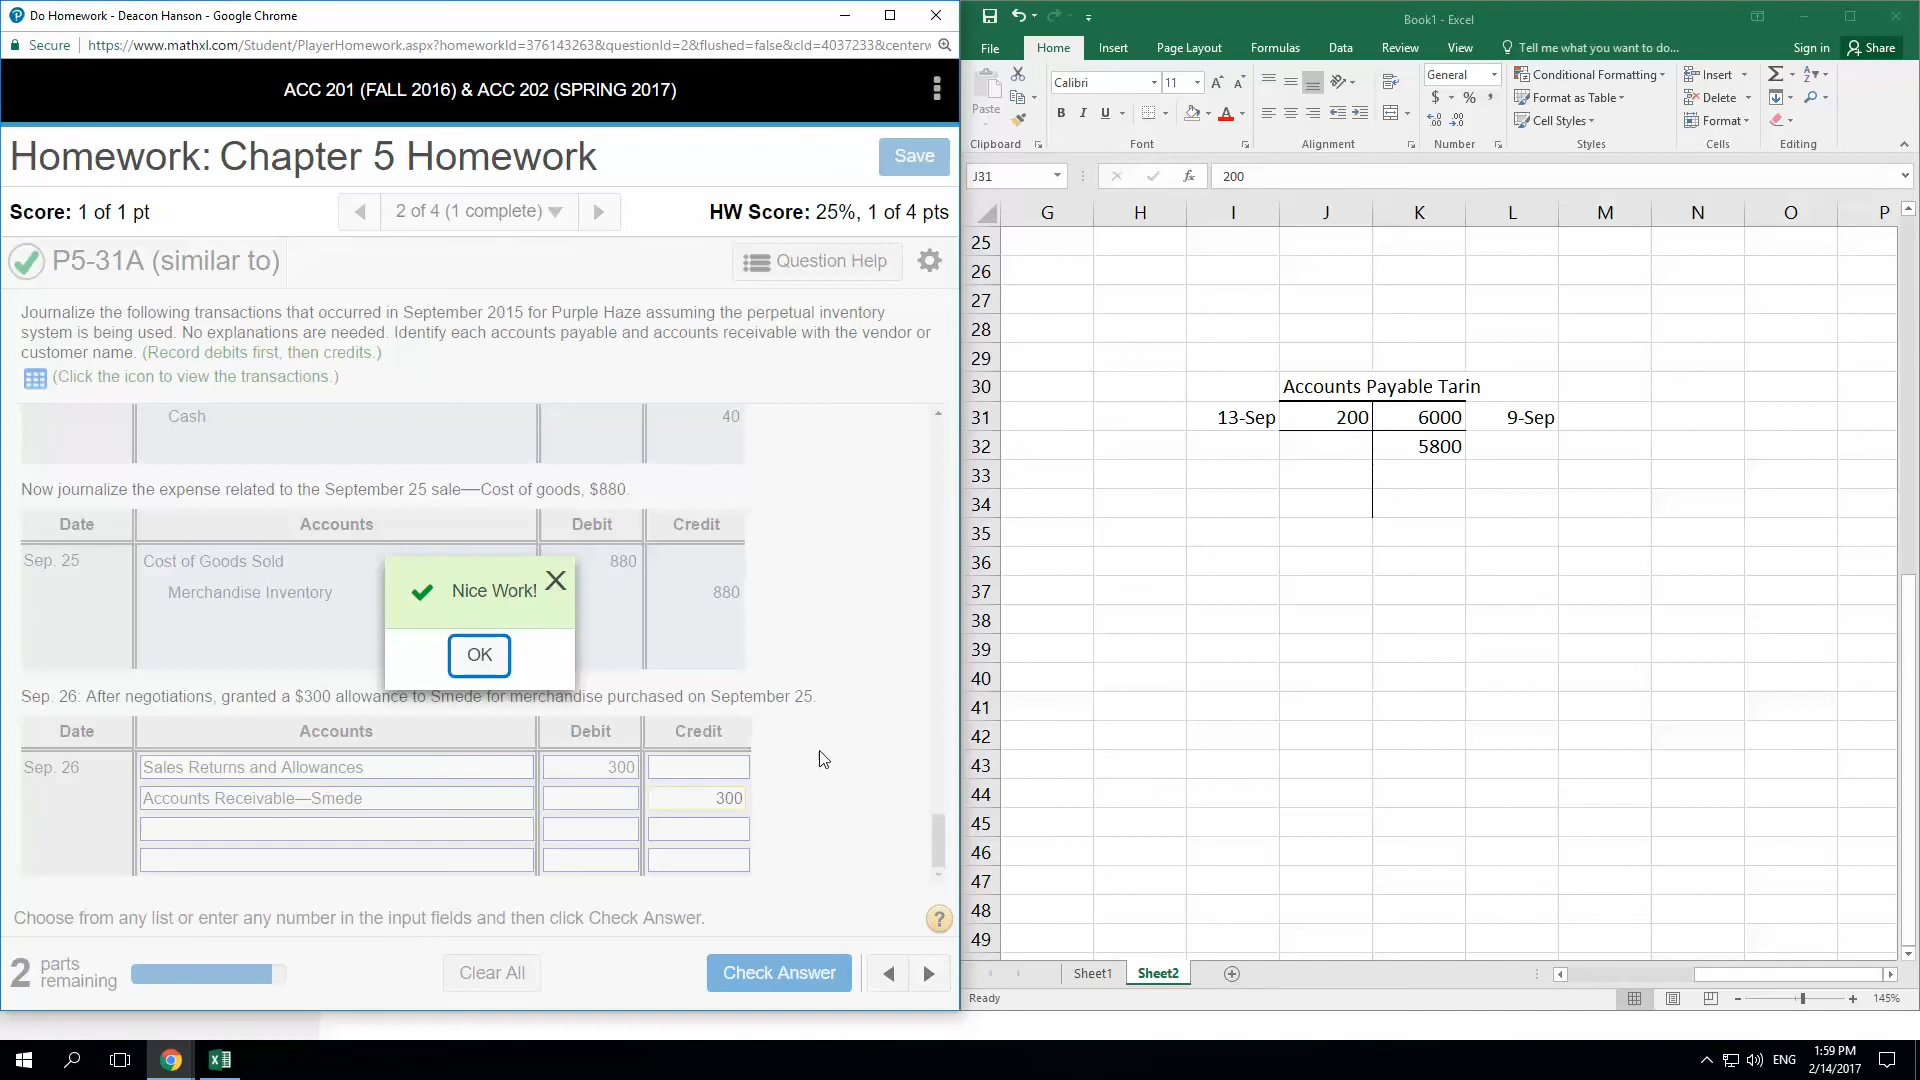 Do Homework - Deacon Hanson - Google Chrome
Secure
https://www.mathxl.com/Student/PlayerHomework.aspx?homeworkId=376143263&questionId=2&flushed=false&cId=4037233&centerw
ACC 201 (FALL 2016) & ACC 202 (SPRING 2017)
Homework: Chapter 5 Homework
Save
Score: 1 of 1 pt
2 of 4 (1 complete)
HW Score: 25%, 1 of 4 pts
P5-31A (similar to)
Question Help
Journalize the following transactions that occurred in September 2015 for Purple Haze assuming the perpetual inventory
system is being used. No explanations are needed. Identify each accounts payable and accounts receivable with the vendor or
customer name. (Record debits first, then credits.)
(Click the icon to view the transactions.)
Cash 40
Now journalize the expense related to the September 25 sale—Cost of goods, $880.
Date Accounts Debit Credit
Sep. 25 Cost of Goods Sold 880
Merchandise Inventory 880
Nice Work!
OK
Sep. 26: After negotiations, granted a $300 allowance to Smede for merchandise purchased on September 25.
Date Accounts Debit Credit
Sep. 26 Sales Returns and Allowances 300
Accounts Receivable—Smede 300
Choose from any list or enter any number in the input fields and then click Check Answer.
?
2 parts
remaining
Clear All
Check Answer
Book1 - Excel
File Home Insert Page Layout Formulas Data Review View Tell me what you want to do... Sign in Share
Paste
Calibri 11
General
Conditional Formatting
Format as Table
Cell Styles
Insert
Delete
Format
B I U
$ % ,
Clipboard Font Alignment Number Styles Cells Editing
J31 fx 200
G H I J K L M N O P
25
26
27
28
29
30 Accounts Payable Tarin
31 13-Sep 200 6000 9-Sep
32 5800
33
34
35
36
37
38
39
40
41
42
43
44
45
46
47
48
49
Sheet1 Sheet2
Ready
145%
ENG
1:59 PM
2/14/2017